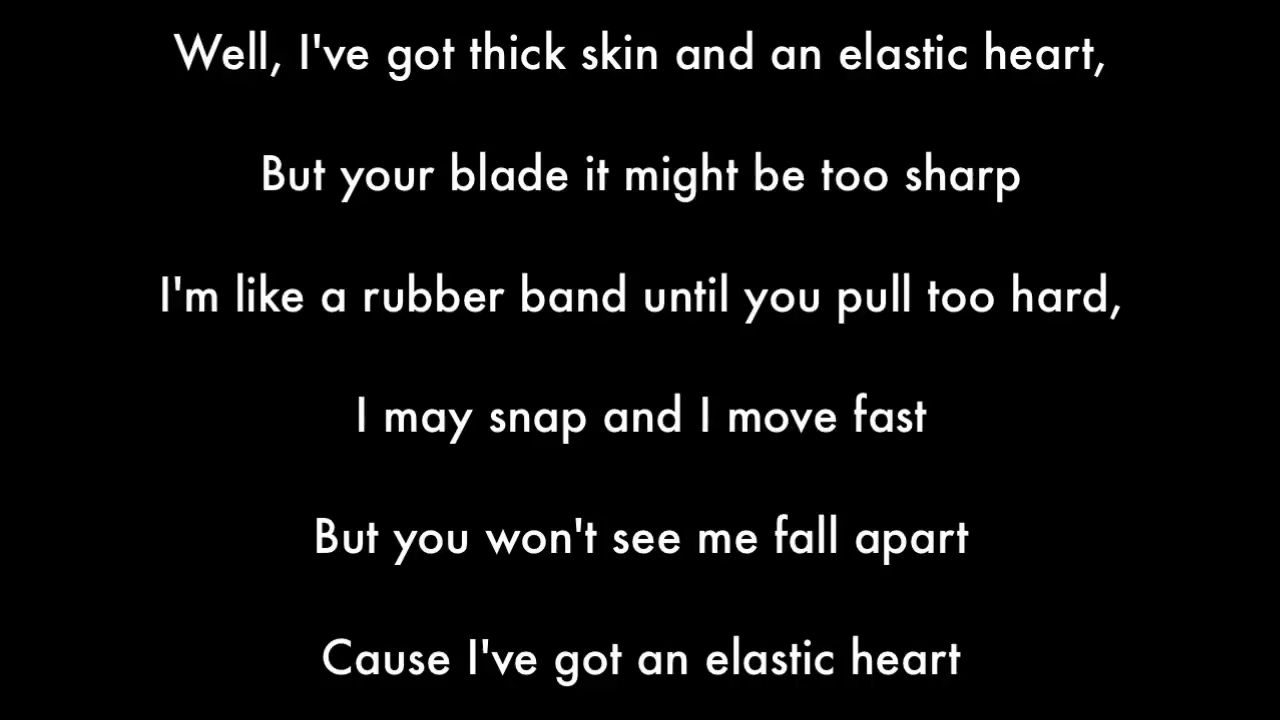 Well, I've got thick skin and an elastic heart,
But your blade it might be too sharp
I'm like a rubber band until you pull too hard,
I may snap and I move fast
But you won't see me fall apart
Cause I've got an elastic heart